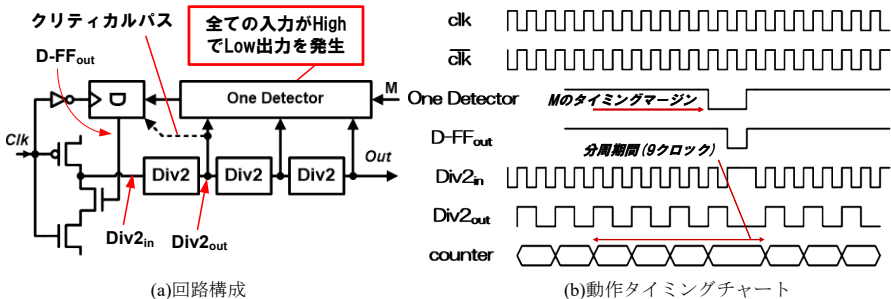 クリティカルパス
全ての入力がHigh
でLow出力を発生
D-FFout
D
One Detector
M
Clk
Div2
Div2
Div2
Out
Div2in
Div2out
(a)回路構成
clk
clk
One Detector
Mのタイミングマージン
D-FFout
分周期間(9クロック)
Div2in
Div2out
counter
(b)動作タイミングチャート